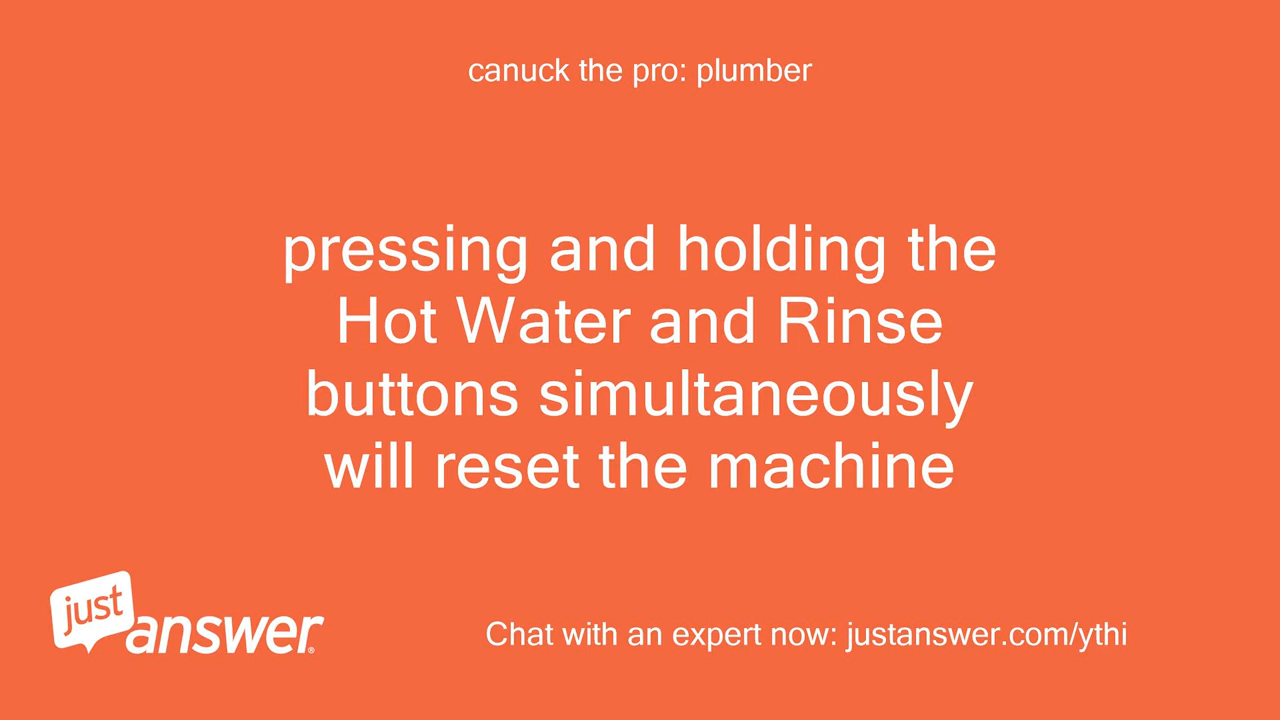 canuck the pro: plumber
pressing and holding the
Hot Water and Rinse
buttons simultaneously
will reset the machine
just
answer®
Chat with an expert now: justanswer.com/ythi